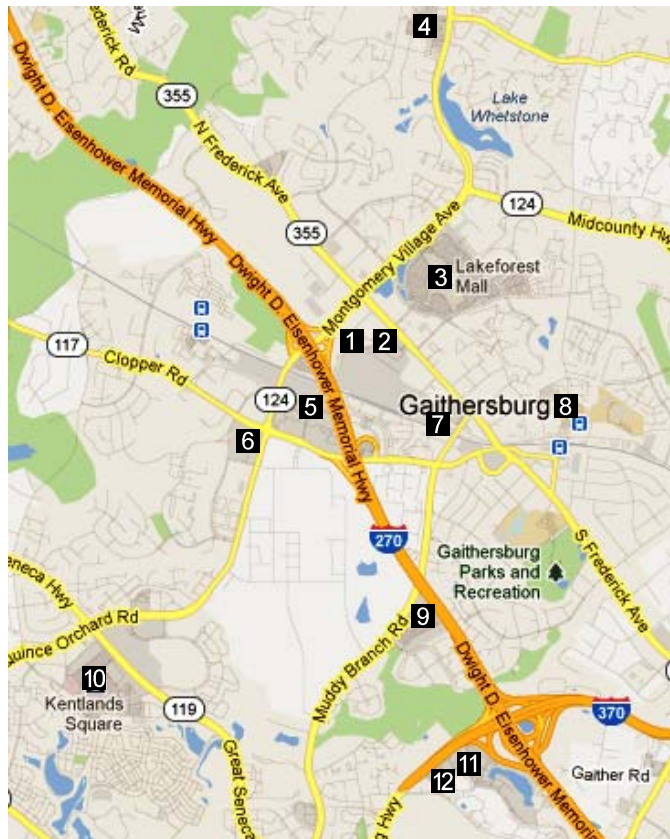 4
Frederick Rd
355
Lake
Whetstone
Dwight D. Eisenhower Memorial Hwy
N Frederick Ave
124
Midcounty Hw
355
Montgomery Village Ave
3
Lakeforest
Mall
Dwight D. Eisenhower Memorial Hwy
117
Clopper Rd
1
2
124
5
Gaithersburg
8
7
6
270
Gaithersburg
Parks and
Recreation
S Frederick Ave
eneca Hwy
9
uince Orchard Rd
Muddy Branch Rd
10
Kentlands
Square
119
Great Seneca
Dwight D. Eisenhower Memor
370
11
12
Gaither Rd
g Hwy